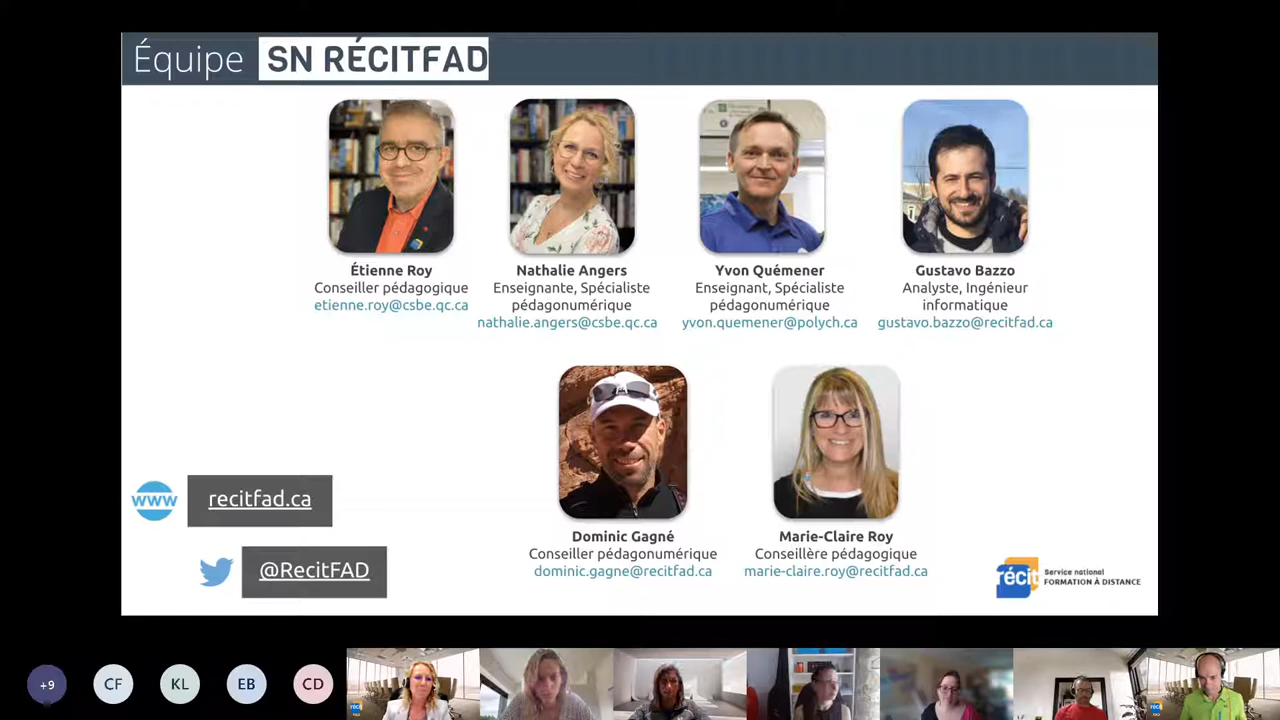 Équipe SN RÉCITFAD
Étienne Roy
Conseiller pédagogique
etienne.roy@csbe.qc.ca
Nathalie Angers
Enseignante, Spécialiste
pédagonumérique
nathalie.angers@csbe.qc.ca
Yvon Quémener
Enseignant, Spécialiste
pédagonumérique
yvon.quemener@polych.ca
Gustavo Bazzo
Analyste, Ingénieur
informatique
gustavo.bazzo@recitfad.ca
Dominic Gagné
Conseiller pédagonumérique
dominic.gagne@recitfad.ca
Marie-Claire Roy
Conseillère pédagogique
marie-claire.roy@recitfad.ca
www recitfad.ca
@RecitFAD
récit
Service national
FORMATION À DISTANCE
+9 CF KL EB CD